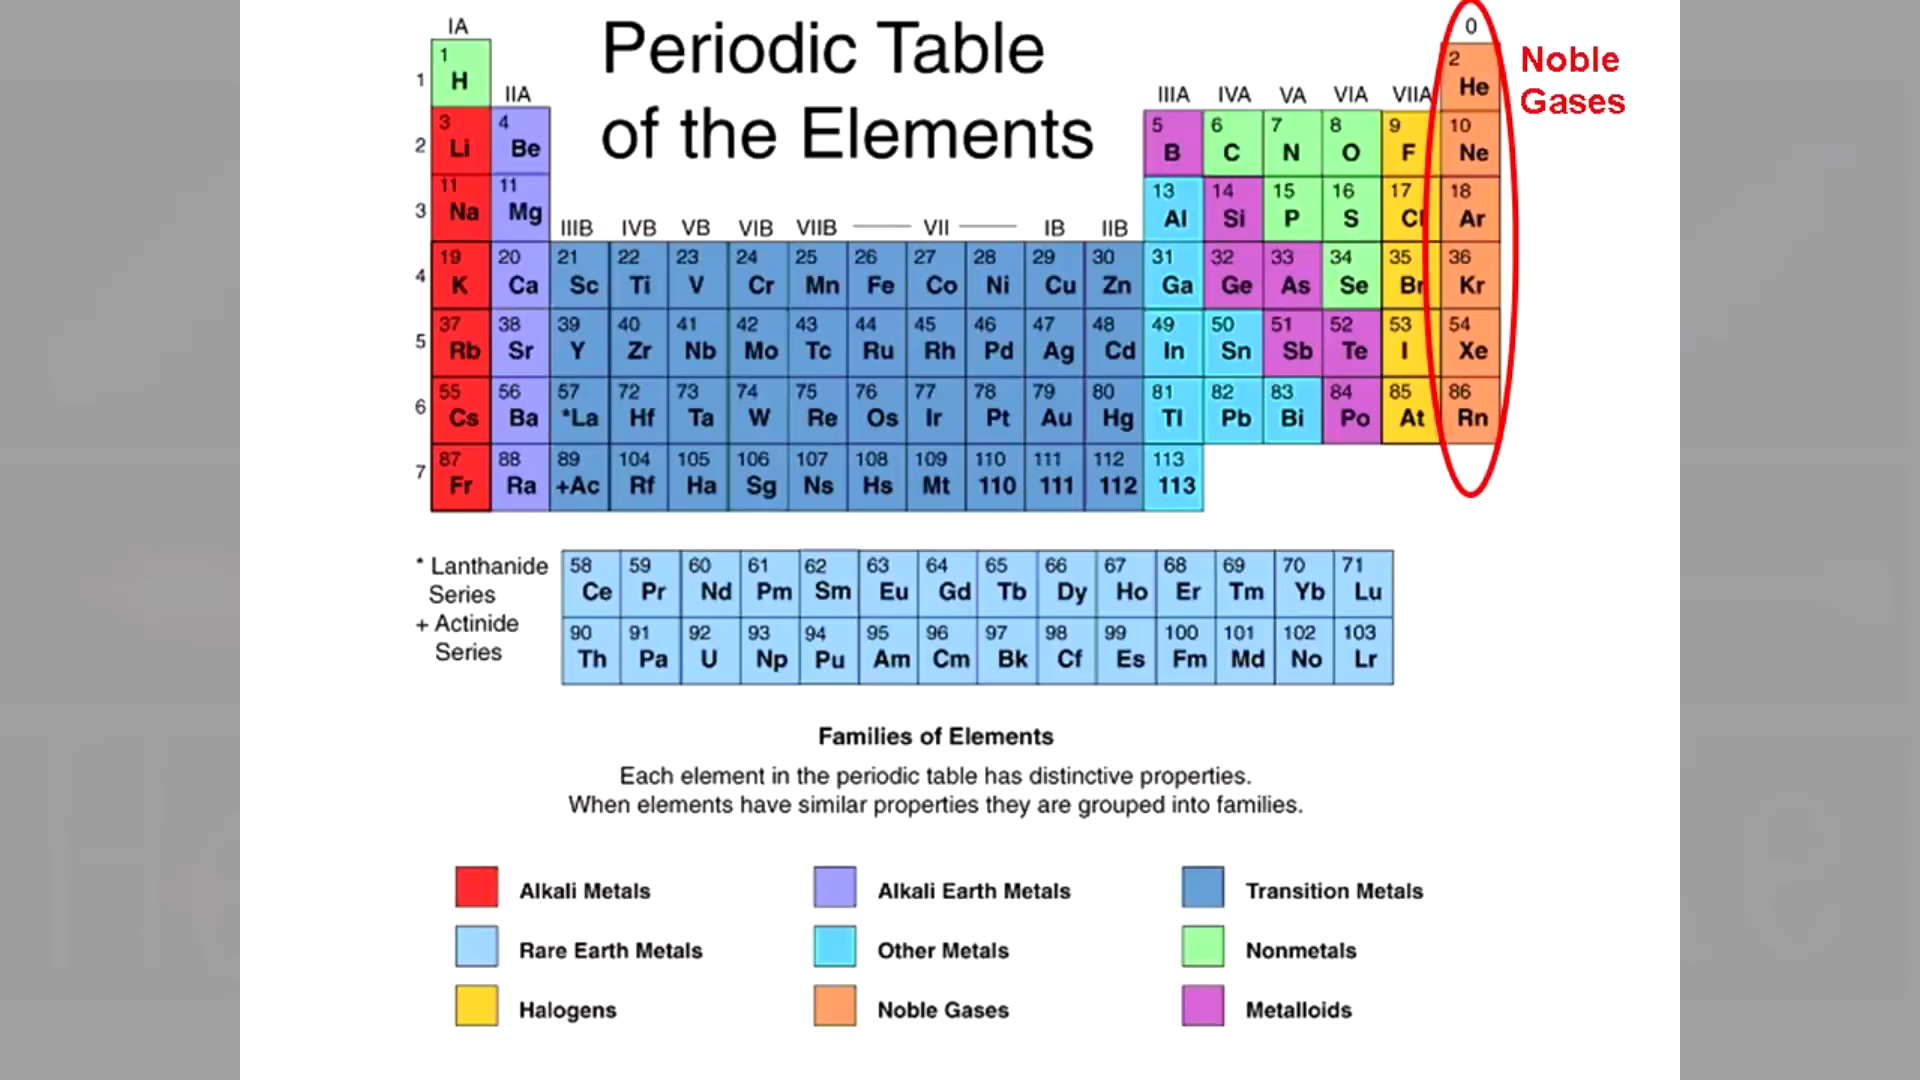 IA
0
Periodic Table
of the Elements
Noble
Gases
IIA
IIIA IVA VA VIA VIIA
IIIB IVB VB VIB VIIB VII IB IIB
1 2
1 H He
3 4 5 6 7 8 9 10
2 Li Be B C N O F Ne
11 11 13 14 15 16 17 18
3 Na Mg Al Si P S Cl Ar
19 20 21 22 23 24 25 26 27 28 29 30 31 32 33 34 35 36
4 K Ca Sc Ti V Cr Mn Fe Co Ni Cu Zn Ga Ge As Se Br Kr
37 38 39 40 41 42 43 44 45 46 47 48 49 50 51 52 53 54
5 Rb Sr Y Zr Nb Mo Tc Ru Rh Pd Ag Cd In Sn Sb Te I Xe
55 56 57 72 73 74 75 76 77 78 79 80 81 82 83 84 85 86
6 Cs Ba *La Hf Ta W Re Os Ir Pt Au Hg Tl Pb Bi Po At Rn
87 88 89 104 105 106 107 108 109 110 111 112 113
7 Fr Ra +Ac Rf Ha Sg Ns Hs Mt 110 111 112 113
* Lanthanide
Series
58 59 60 61 62 63 64 65 66 67 68 69 70 71
Ce Pr Nd Pm Sm Eu Gd Tb Dy Ho Er Tm Yb Lu
+ Actinide
Series
90 91 92 93 94 95 96 97 98 99 100 101 102 103
Th Pa U Np Pu Am Cm Bk Cf Es Fm Md No Lr
Families of Elements
Each element in the periodic table has distinctive properties.
When elements have similar properties they are grouped into families.
Alkali Metals
Alkali Earth Metals
Transition Metals
Rare Earth Metals
Other Metals
Nonmetals
Halogens
Noble Gases
Metalloids